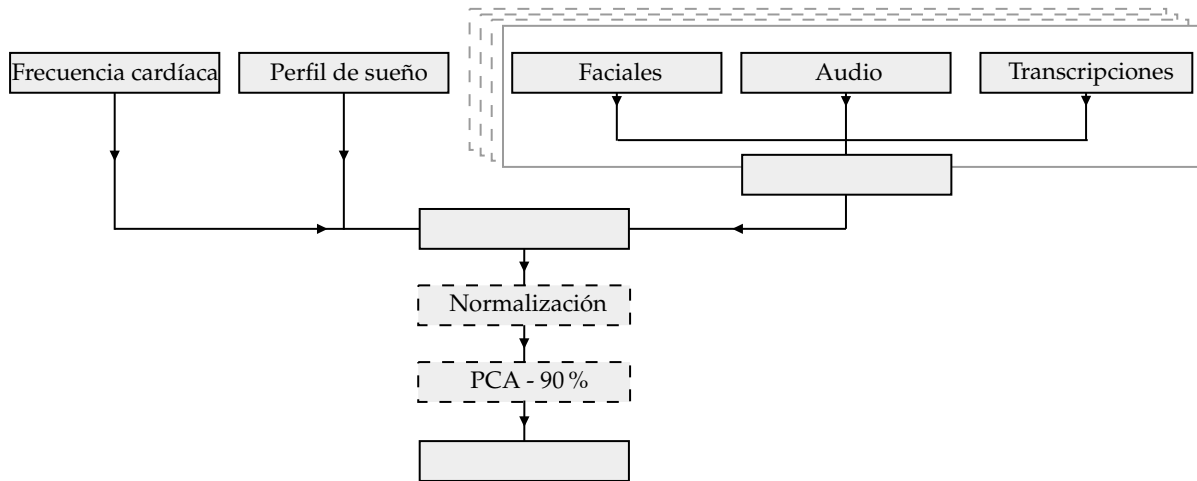 Frecuencia cardíaca
Perfil de sueño
Faciales
Audio
Transcripciones
Normalización
PCA - 90 %